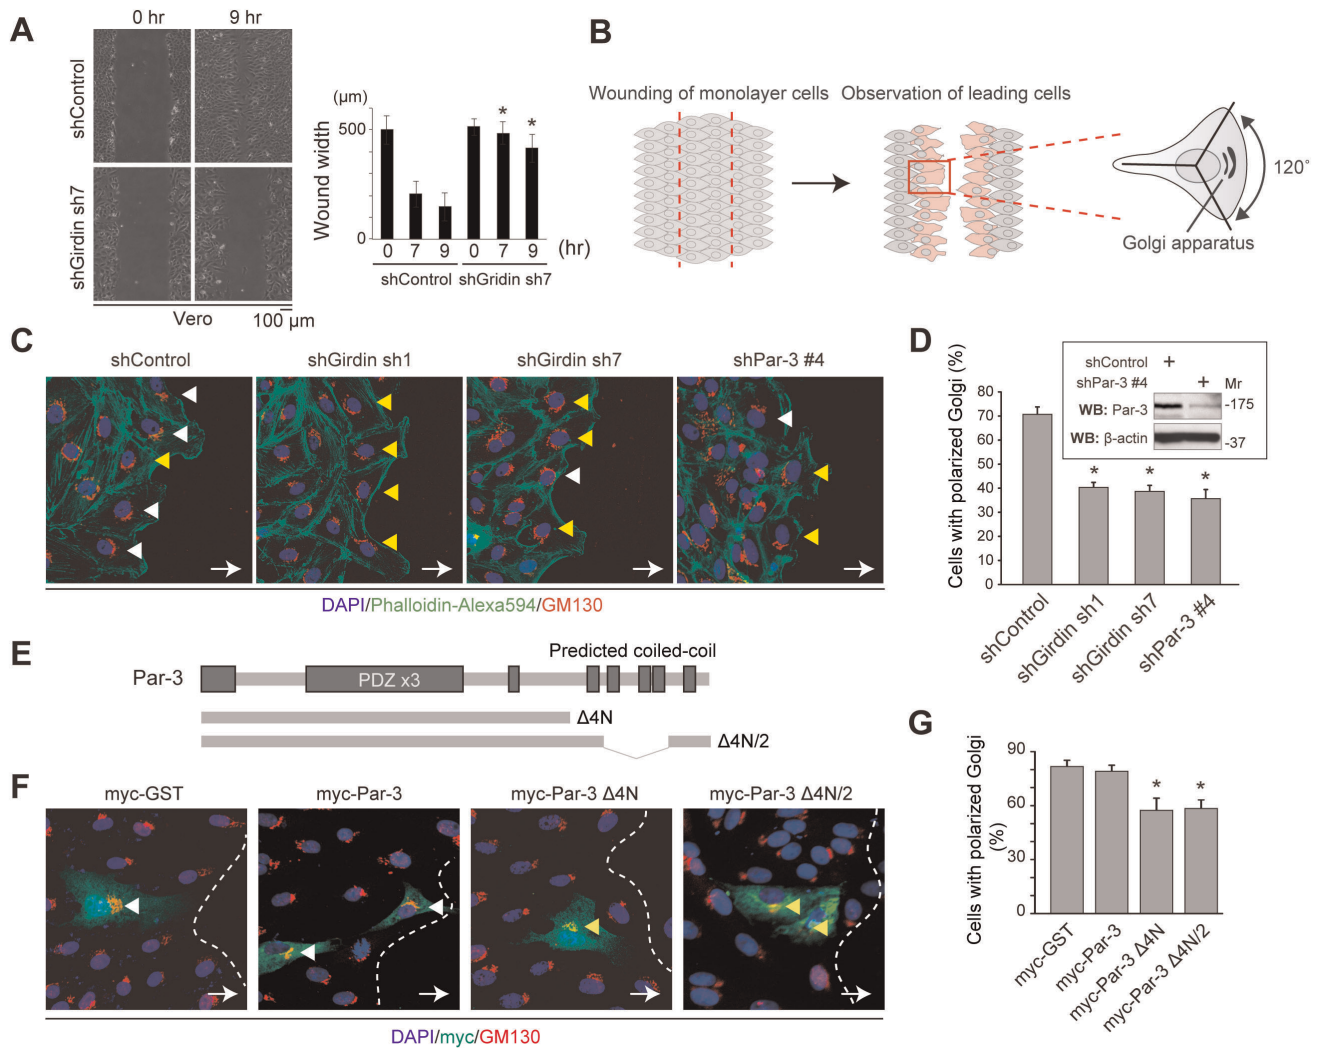 A
0 hr
9 hr
shControl
shGirdin sh7
Vero
100 µm
(µm)
Wound width
500
0
*
*
0 7 9 0 7 9 (hr)
shControl shGridin sh7
B
Wounding of monolayer cells
Observation of leading cells
120°
Golgi apparatus
C
shControl
shGirdin sh1
shGirdin sh7
shPar-3 #4
DAPI/Phalloidin-Alexa594/GM130
D
Cells with polarized Golgi (%)
80
70
60
50
40
30
20
10
0
* * *
shControl
shGirdin sh1
shGirdin sh7
shPar-3 #4
shControl +
shPar-3 #4 + Mr
WB: Par-3 -175
WB: β-actin -37
E
Predicted coiled-coil
Par-3
PDZ x3
Δ4N
Δ4N/2
F
myc-GST
myc-Par-3
myc-Par-3 Δ4N
myc-Par-3 Δ4N/2
DAPI/myc/GM130
G
Cells with polarized Golgi
(%)
90
60
30
0
* *
myc-GST
myc-Par-3
myc-Par-3 Δ4N
myc-Par-3 Δ4N/2